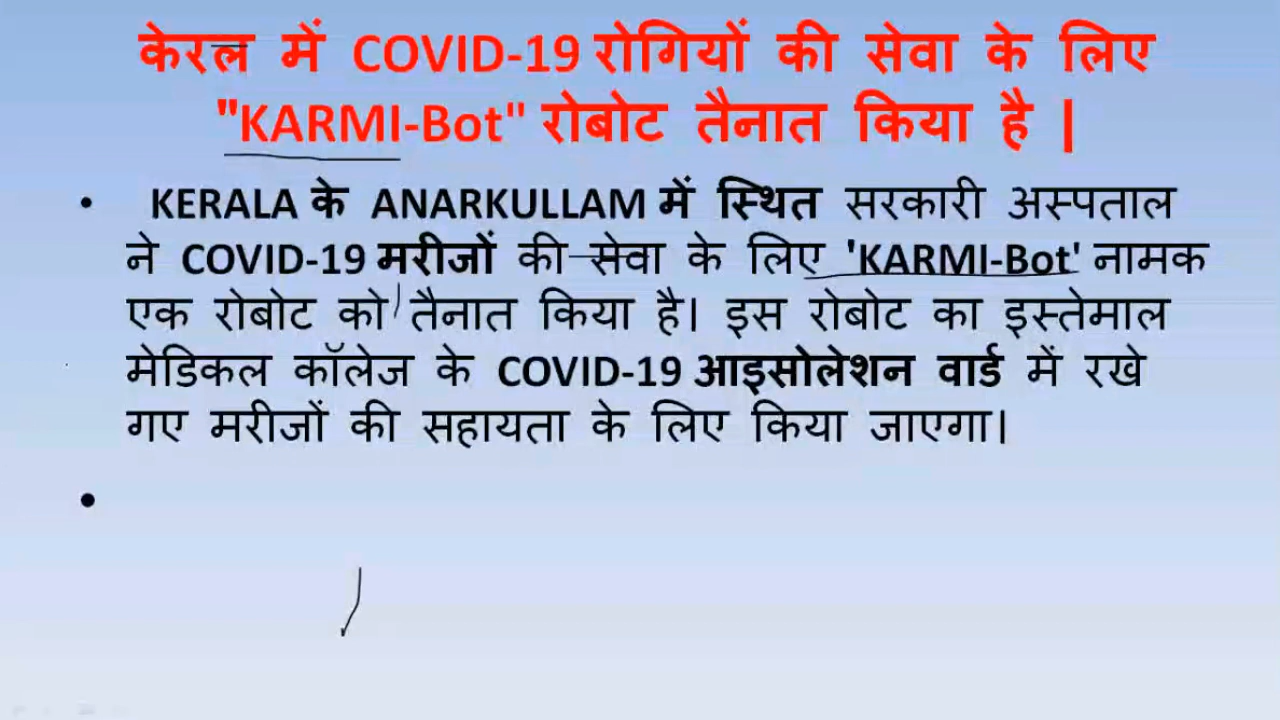 केरल में COVID-19 रोगियों की सेवा के लिए
"KARMI-Bot" रोबोट तैनात किया है |
• KERALA के ANARKULLAM में स्थित सरकारी अस्पताल
ने COVID-19 मरीजों की सेवा के लिए 'KARMI-Bot' नामक
एक रोबोट को तैनात किया है। इस रोबोट का इस्तेमाल
मेडिकल कॉलेज के COVID-19 आइसोलेशन वार्ड में रखे
गए मरीजों की सहायता के लिए किया जाएगा।
•